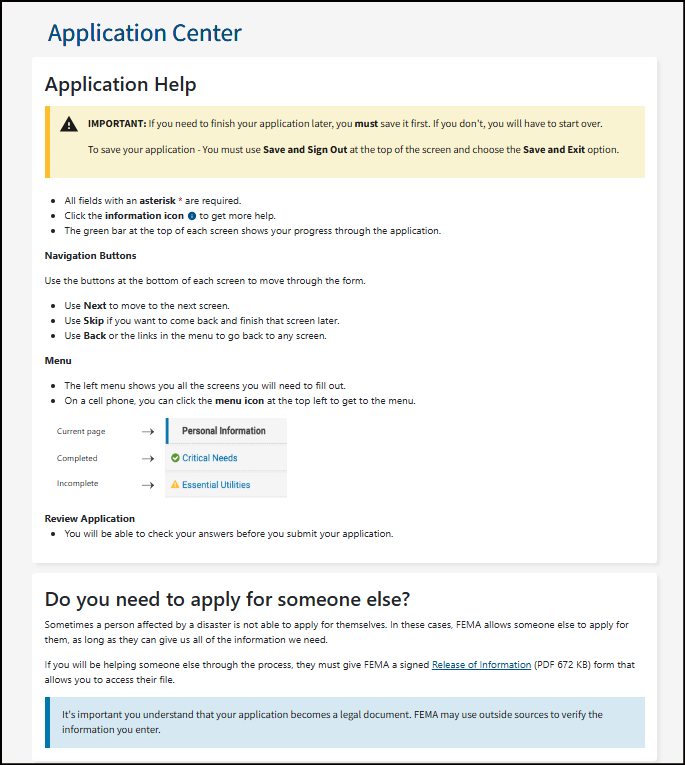 Application Center
Application Help
IMPORTANT: If you need to finish your application later, you must save it first. If you don't, you will have to start over.
To save your application - You must use Save and Sign Out at the top of the screen and choose the Save and Exit option.
All fields with an asterisk * are required.
Click the information icon to get more help.
The green bar at the top of each screen shows your progress through the application.
Navigation Buttons
Use the buttons at the bottom of each screen to move through the form.
Use Next to move to the next screen.
Use Skip if you want to come back and finish that screen later.
Use Back or the links in the menu to go back to any screen.
Menu
The left menu shows you all the screens you will need to fill out.
On a cell phone, you can click the menu icon at the top left to get to the menu.
Current page → Personal Information
Completed → Critical Needs
Incomplete → Essential Utilities
Review Application
You will be able to check your answers before you submit your application.
Do you need to apply for someone else?
Sometimes a person affected by a disaster is not able to apply for themselves. In these cases, FEMA allows someone else to apply for
them, as long as they can give us all of the information we need.
If you will be helping someone else through the process, they must give FEMA a signed Release of Information (PDF 672 KB) form that
allows you to access their file.
It's important you understand that your application becomes a legal document. FEMA may use outside sources to verify the
information you enter.